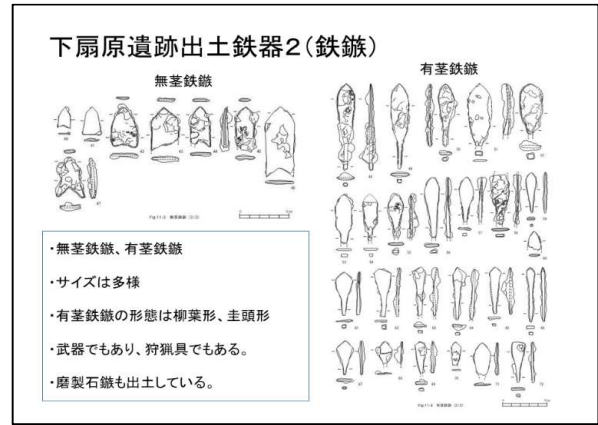 下扇原遺跡出土鉄器2(鉄鏃)
無茎鉄鏃
有茎鉄鏃
・無茎鉄鏃、有茎鉄鏃
・サイズは多様
・有茎鉄鏃の形態は柳葉形、圭頭形
・武器でもあり、狩猟具でもある。
・磨製石鏃も出土している。